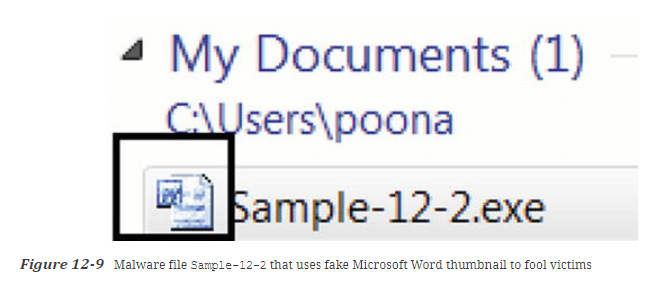 My Documents (1)
C:\Users\poona
Sample-12-2.exe
Figure 12-9 Malware file Sample-12-2 that uses fake Microsoft Word thumbnail to fool victims